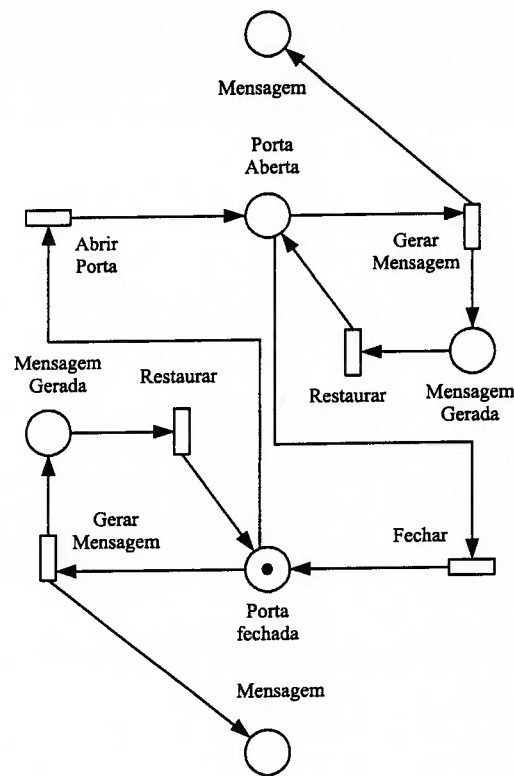 Mensagem
Porta
Aberta
Abrir
Porta
Gerar
Mensagem
Mensagem
Gerada
Restaurar
Restaurar
Mensagem
Gerada
Gerar
Mensagem
Fechar
Porta
fechada
Mensagem